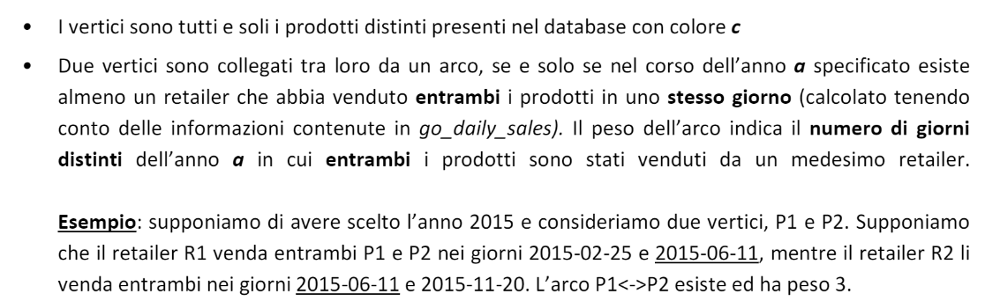 • I vertici sono tutti e soli i prodotti distinti presenti nel database con colore c
• Due vertici sono collegati tra loro da un arco, se e solo se nel corso dell'anno a specificato esiste
almeno un retailer che abbia venduto entrambi i prodotti in uno stesso giorno (calcolato tenendo
conto delle informazioni contenute in go_daily_sales). Il peso dell'arco indica il numero di giorni
distinti dell'anno a in cui entrambi i prodotti sono stati venduti da un medesimo retailer.
Esempio: supponiamo di avere scelto l'anno 2015 e consideriamo due vertici, P1 e P2. Supponiamo
che il retailer R1 venda entrambi P1 e P2 nei giorni 2015-02-25 e 2015-06-11, mentre il retailer R2 li
venda entrambi nei giorni 2015-06-11 e 2015-11-20. L'arco P1<->P2 esiste ed ha peso 3.